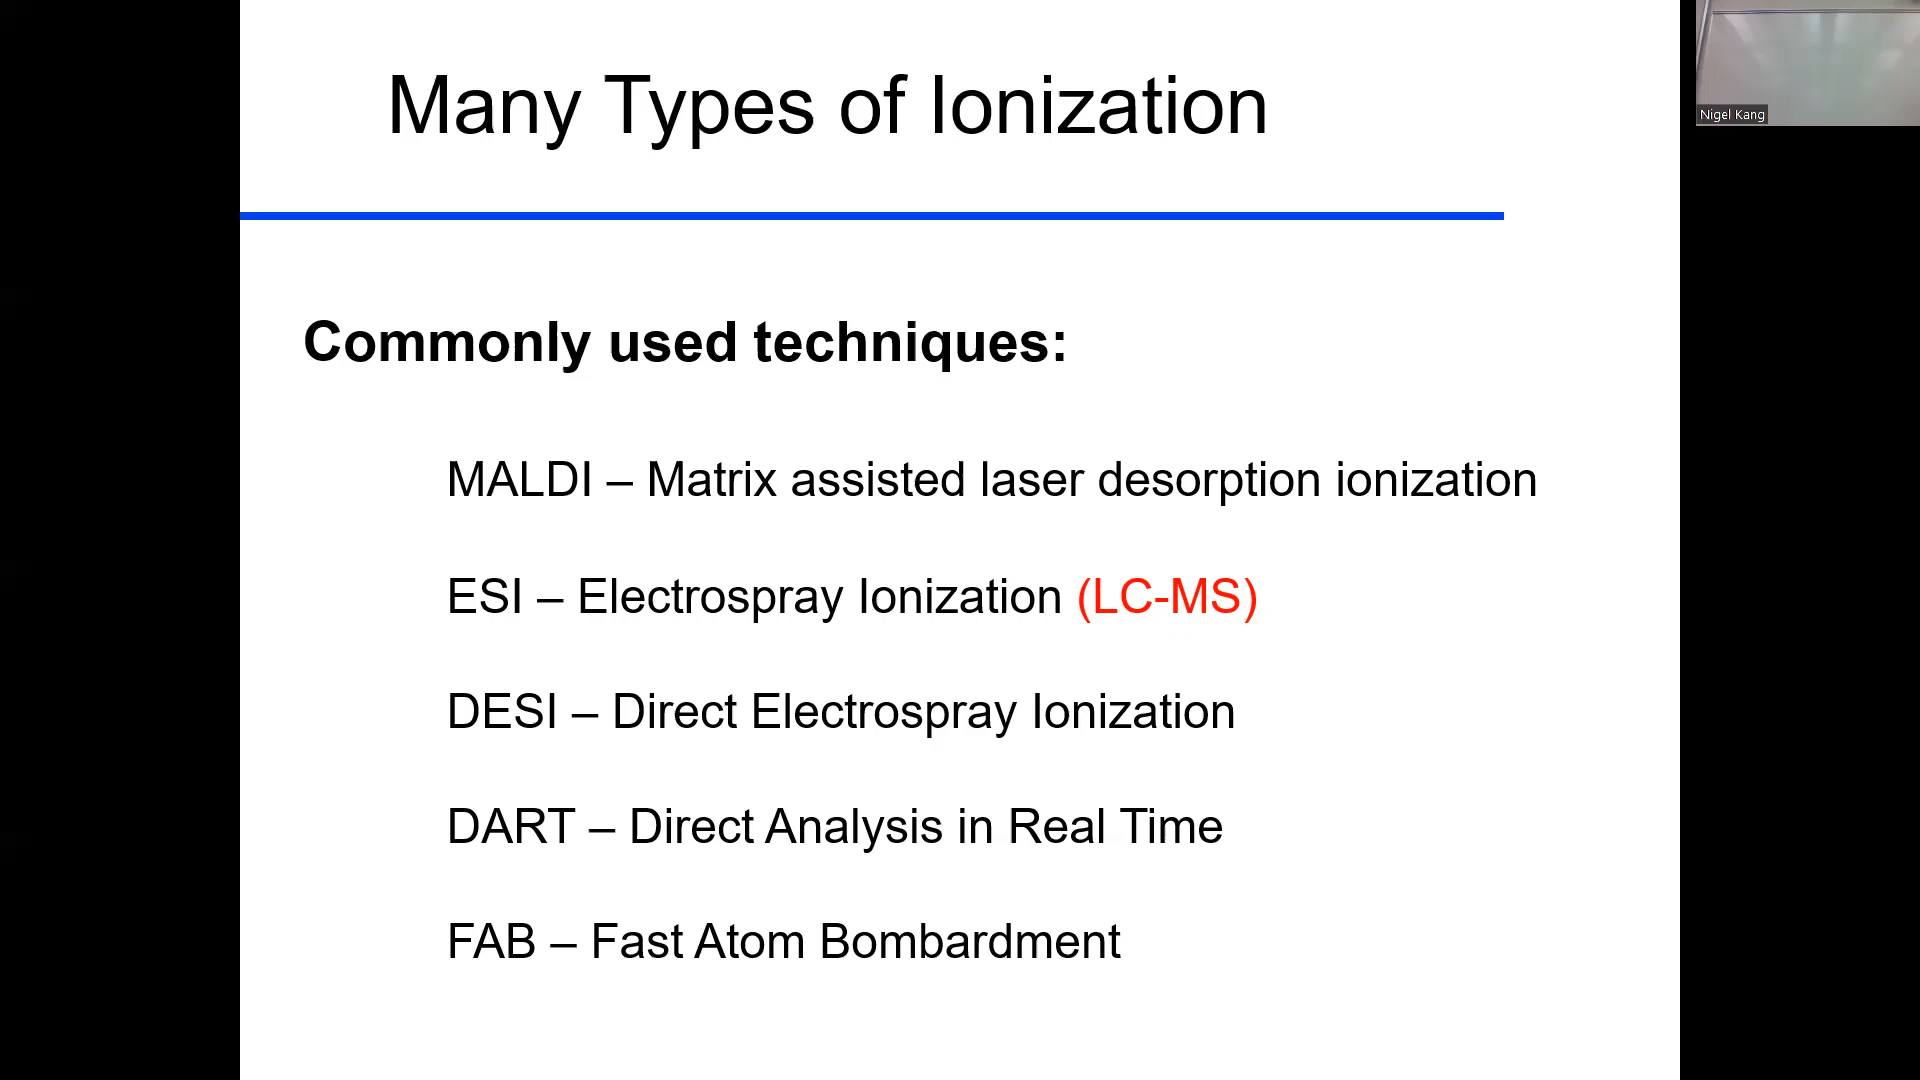 Many Types of Ionization
Nigel Kang
Commonly used techniques:
MALDI – Matrix assisted laser desorption ionization
ESI – Electrospray Ionization (LC-MS)
DESI – Direct Electrospray Ionization
DART – Direct Analysis in Real Time
FAB – Fast Atom Bombardment